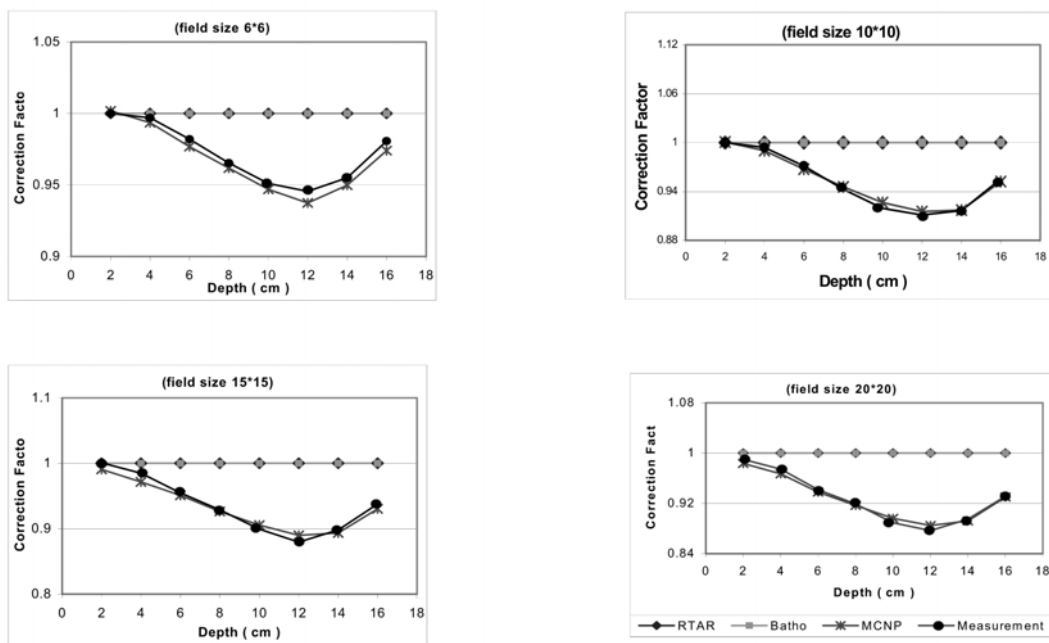 (field size 6*6)
1.05
1
0.95
0.9
Correction Facto
0 2 4 6 8 10 12 14 16 18
Depth ( cm )
(field size 10*10)
1.12
1.06
1
0.94
0.88
Correction Factor
0 2 4 6 8 10 12 14 16 18
Depth ( cm )
(field size 15*15)
1.1
1
0.9
0.8
Correction Facto
0 2 4 6 8 10 12 14 16 18
Depth ( cm )
(field size 20*20)
1.08
1
0.92
0.84
Correction Fact
0 2 4 6 8 10 12 14 16 18
Depth ( cm )
RTAR Batho MCNP Measurement